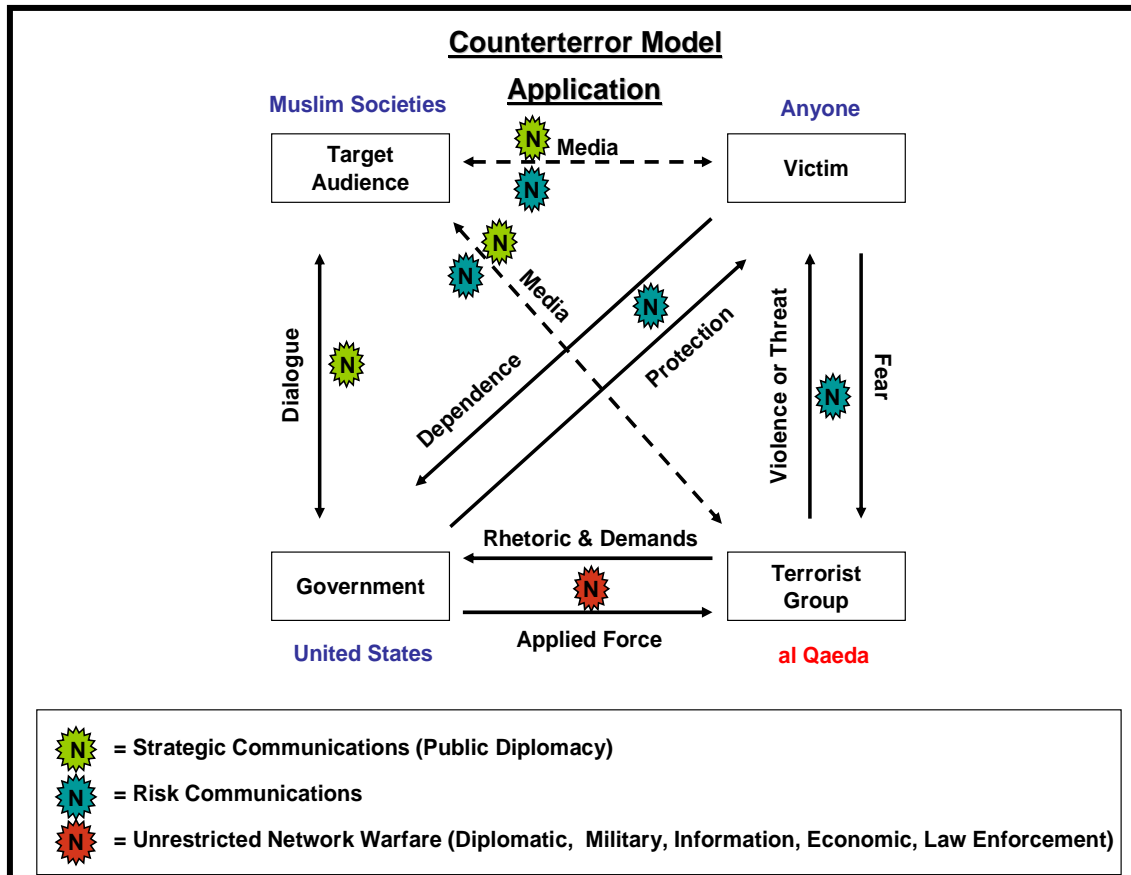 Counterterror Model
Application
Muslim Societies
Anyone
Target
Audience
N
Media
N
Victim
N
N
Media
N
Dialogue
N
Dependence
Protection
Violence or Threat
N
Fear
Rhetoric & Demands
Government
N
Terrorist
Group
Applied Force
United States
al Qaeda
N = Strategic Communications (Public Diplomacy)
N = Risk Communications
N = Unrestricted Network Warfare (Diplomatic, Military, Information, Economic, Law Enforcement)